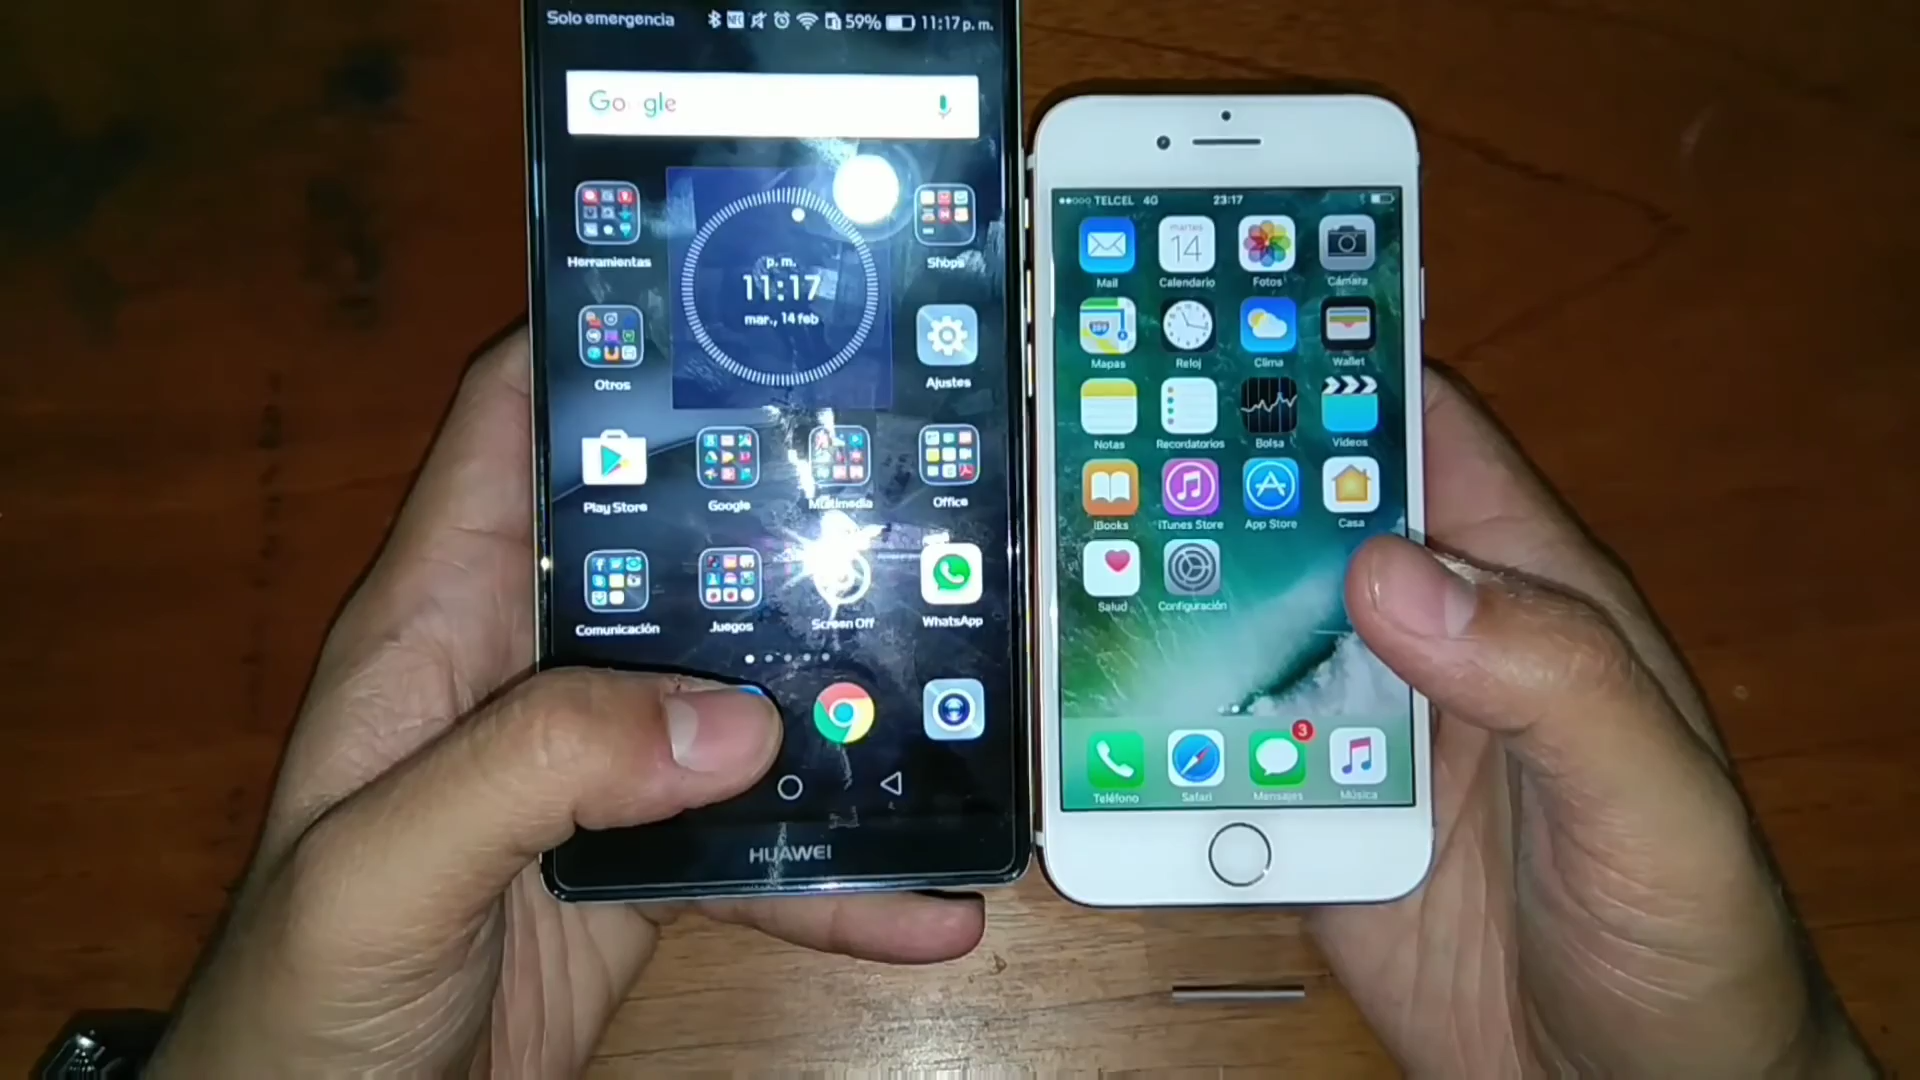 Solo emergencia 59% 11:17 p. m.
Google
Herramientas
Shops
p. m.
11:17
mar., 14 feb
Otros
Ajustes
Play Store
Google
Multimedia
Office
Comunicación
Juegos
Screen Off
WhatsApp
HUAWEI
TELCEL 4G 23:17
martes
14
Mail
Calendario
Fotos
Cámara
Mapas
Reloj
Clima
Wallet
Notas
Recordatorios
Bolsa
Videos
iBooks
iTunes Store
App Store
Casa
Salud
Configuración
3
Teléfono
Safari
Mensajes
Música